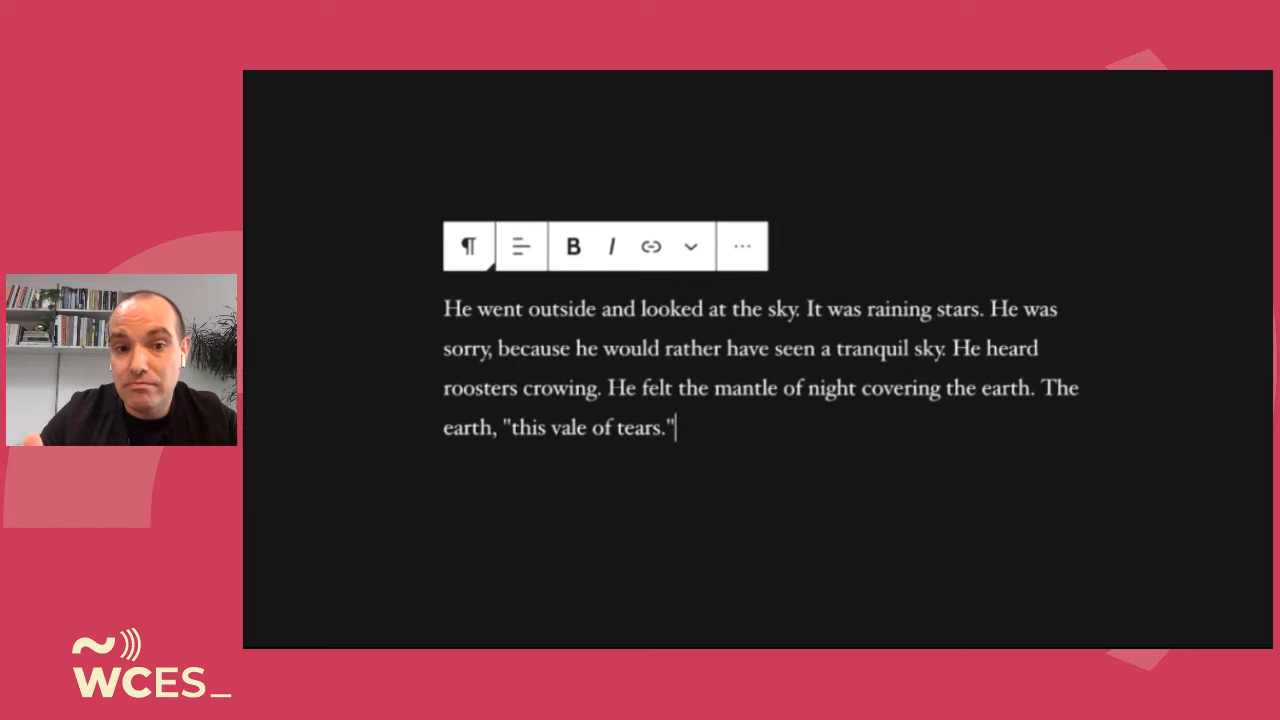 ¶ B I ...
He went outside and looked at the sky. It was raining stars. He was
sorry, because he would rather have seen a tranquil sky. He heard
roosters crowing. He felt the mantle of night covering the earth. The
earth, "this vale of tears."
WCES_